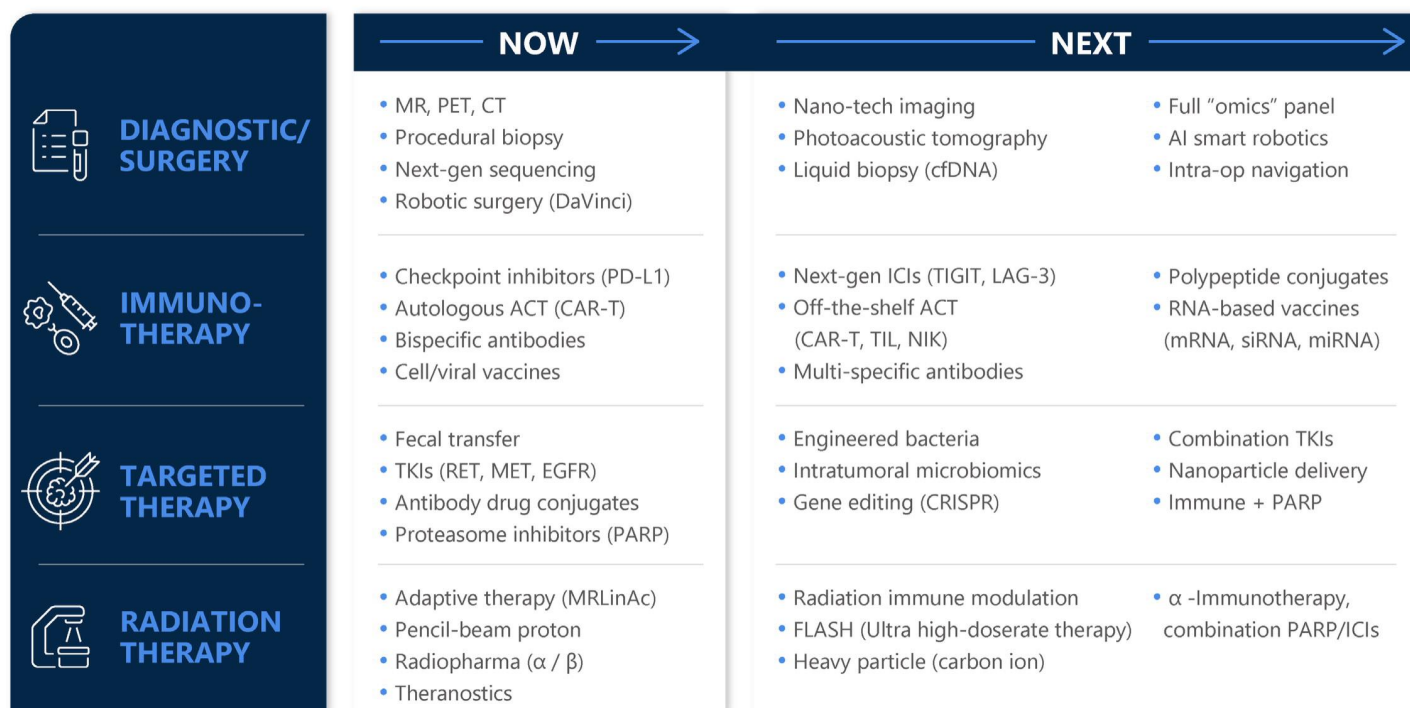 NOW
NEXT
DIAGNOSTIC/
SURGERY
• MR, PET, CT
• Procedural biopsy
• Next-gen sequencing
• Robotic surgery (DaVinci)
• Nano-tech imaging
• Photoacoustic tomography
• Liquid biopsy (cfDNA)
• Full “omics” panel
• AI smart robotics
• Intra-op navigation
IMMUNO-
THERAPY
• Checkpoint inhibitors (PD-L1)
• Autologous ACT (CAR-T)
• Bispecific antibodies
• Cell/viral vaccines
• Next-gen ICIs (TIGIT, LAG-3)
• Off-the-shelf ACT
(CAR-T, TIL, NIK)
• Multi-specific antibodies
• Polypeptide conjugates
• RNA-based vaccines
(mRNA, siRNA, miRNA)
TARGETED
THERAPY
• Fecal transfer
• TKIs (RET, MET, EGFR)
• Antibody drug conjugates
• Proteasome inhibitors (PARP)
• Engineered bacteria
• Intratumoral microbiomics
• Gene editing (CRISPR)
• Combination TKIs
• Nanoparticle delivery
• Immune + PARP
RADIATION
THERAPY
• Adaptive therapy (MRLinAc)
• Pencil-beam proton
• Radiopharma (α / β)
• Theranostics
• Radiation immune modulation
• FLASH (Ultra high-doserate therapy)
• Heavy particle (carbon ion)
• α -Immunotherapy,
combination PARP/ICIs